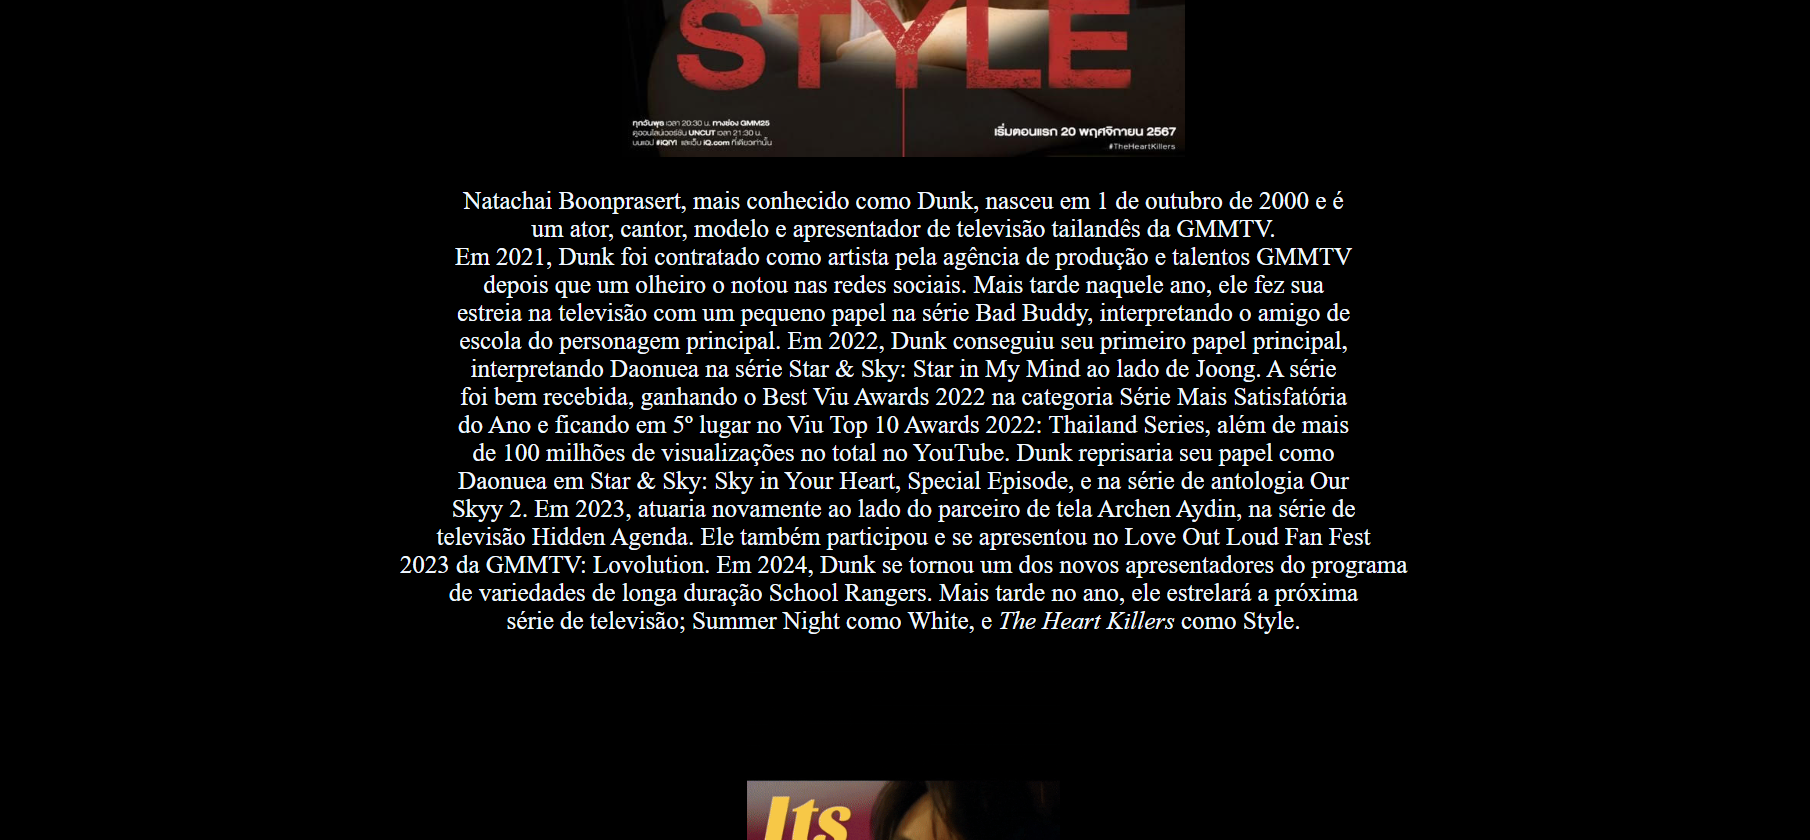 STYLE
ทุกวันพุธ เวลา 20:30 น. ทางช่อง GMM25
ดูออนไลน์เวอร์ชัน UNCUT เวลา 21:30 น.
บนแอป #iQIYI และเว็บ iQ.com ที่เดียวเท่านั้น
เริ่มตอนแรก 20 พฤศจิกายน 2567
#TheHeartKillers
Natachai Boonprasert, mais conhecido como Dunk, nasceu em 1 de outubro de 2000 e é
um ator, cantor, modelo e apresentador de televisão tailandês da GMMTV.
Em 2021, Dunk foi contratado como artista pela agência de produção e talentos GMMTV
depois que um olheiro o notou nas redes sociais. Mais tarde naquele ano, ele fez sua
estreia na televisão com um pequeno papel na série Bad Buddy, interpretando o amigo de
escola do personagem principal. Em 2022, Dunk conseguiu seu primeiro papel principal,
interpretando Daonuea na série Star & Sky: Star in My Mind ao lado de Joong. A série
foi bem recebida, ganhando o Best Viu Awards 2022 na categoria Série Mais Satisfatória
do Ano e ficando em 5º lugar no Viu Top 10 Awards 2022: Thailand Series, além de mais
de 100 milhões de visualizações no total no YouTube. Dunk reprisaria seu papel como
Daonuea em Star & Sky: Sky in Your Heart, Special Episode, e na série de antologia Our
Skyy 2. Em 2023, atuaria novamente ao lado do parceiro de tela Archen Aydin, na série de
televisão Hidden Agenda. Ele também participou e se apresentou no Love Out Loud Fan Fest
2023 da GMMTV: Lovolution. Em 2024, Dunk se tornou um dos novos apresentadores do programa
de variedades de longa duração School Rangers. Mais tarde no ano, ele estrelará a próxima
série de televisão; Summer Night como White, e The Heart Killers como Style.
Its